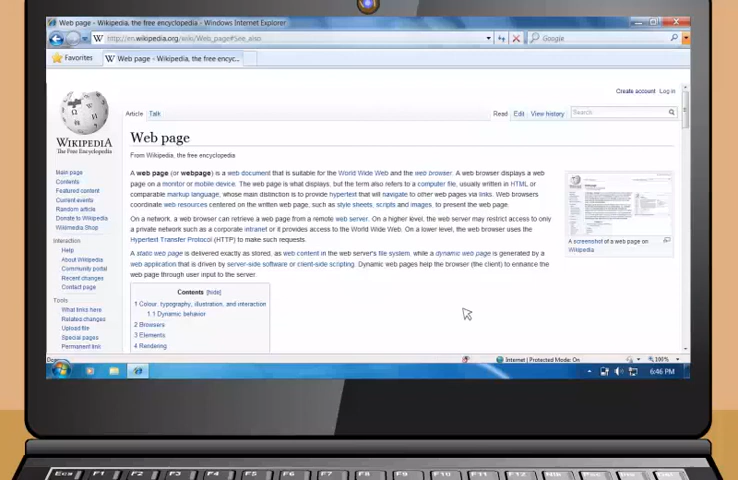 Web page - Wikipedia, the free encyclopedia - Windows Internet Explorer
http://en.wikipedia.org/wiki/Web_page#See_also
Google
Favorites
Web page - Wikipedia, the free encyc...
Create account Log in
Article Talk
Read Edit View history Search
WIKIPEDIA
The Free Encyclopedia
Main page
Contents
Featured content
Current events
Random article
Donate to Wikipedia
Wikimedia Shop
Interaction
Help
About Wikipedia
Community portal
Recent changes
Contact page
Tools
What links here
Related changes
Upload file
Special pages
Permanent link
Web page
From Wikipedia, the free encyclopedia
A web page (or webpage) is a web document that is suitable for the World Wide Web and the web browser. A web browser displays a web
page on a monitor or mobile device. The web page is what displays, but the term also refers to a computer file, usually written in HTML or
comparable markup language, whose main distinction is to provide hypertext that will navigate to other web pages via links. Web browsers
coordinate web resources centered on the written web page, such as style sheets, scripts and images, to present the web page.
On a network, a web browser can retrieve a web page from a remote web server. On a higher level, the web server may restrict access to only
a private network such as a corporate intranet or it provides access to the World Wide Web. On a lower level, the web browser uses the
Hypertext Transfer Protocol (HTTP) to make such requests.
A static web page is delivered exactly as stored, as web content in the web server's file system, while a dynamic web page is generated by a
web application that is driven by server-side software or client-side scripting. Dynamic web pages help the browser (the client) to enhance the
web page through user input to the server.
A screenshot of a web page on
Wikipedia
Contents [hide]
1 Colour, typography, illustration, and interaction
1.1 Dynamic behavior
2 Browsers
3 Elements
4 Rendering
Internet | Protected Mode: On
100%
6:46 PM
Esc F1 F2 F3 F4 F5 F6 F7 F8 F9 F10 F11 F12